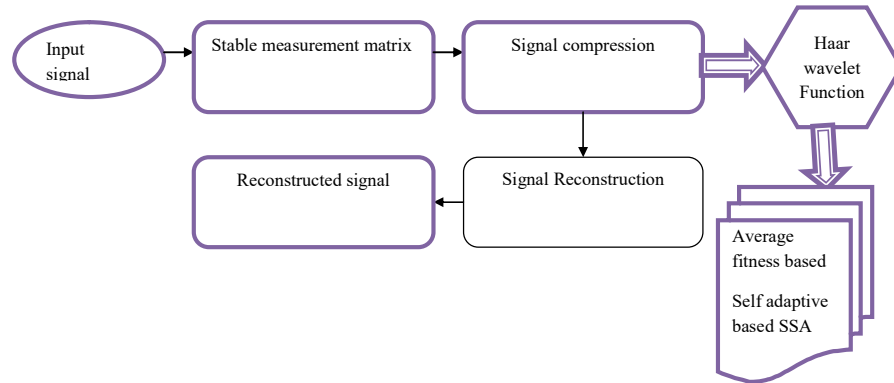 Input
signal
Stable measurement matrix
Signal compression
Haar
wavelet
Function
Reconstructed signal
Signal Reconstruction
Average
fitness based
Self adaptive
based SSA